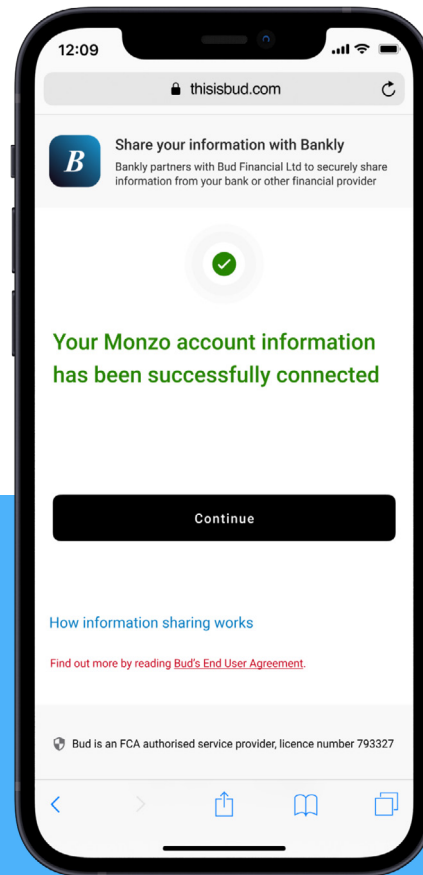 12:09
thisisbud.com
B
Share your information with Bankly
Bankly partners with Bud Financial Ltd to securely share
information from your bank or other financial provider
Your Monzo account information
has been successfully connected
Continue
How information sharing works
Find out more by reading Bud's End User Agreement.
Bud is an FCA authorised service provider, licence number 793327